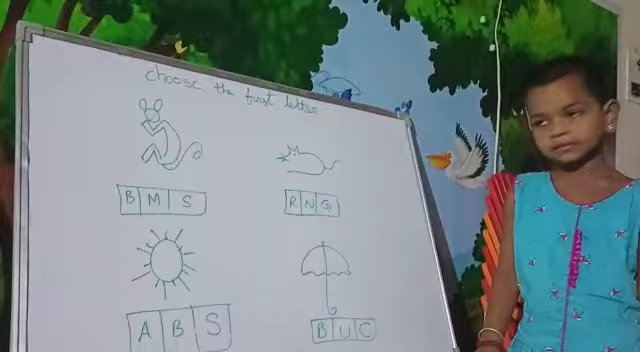 choose the first letter
B M S
R N G
A B S
B U C